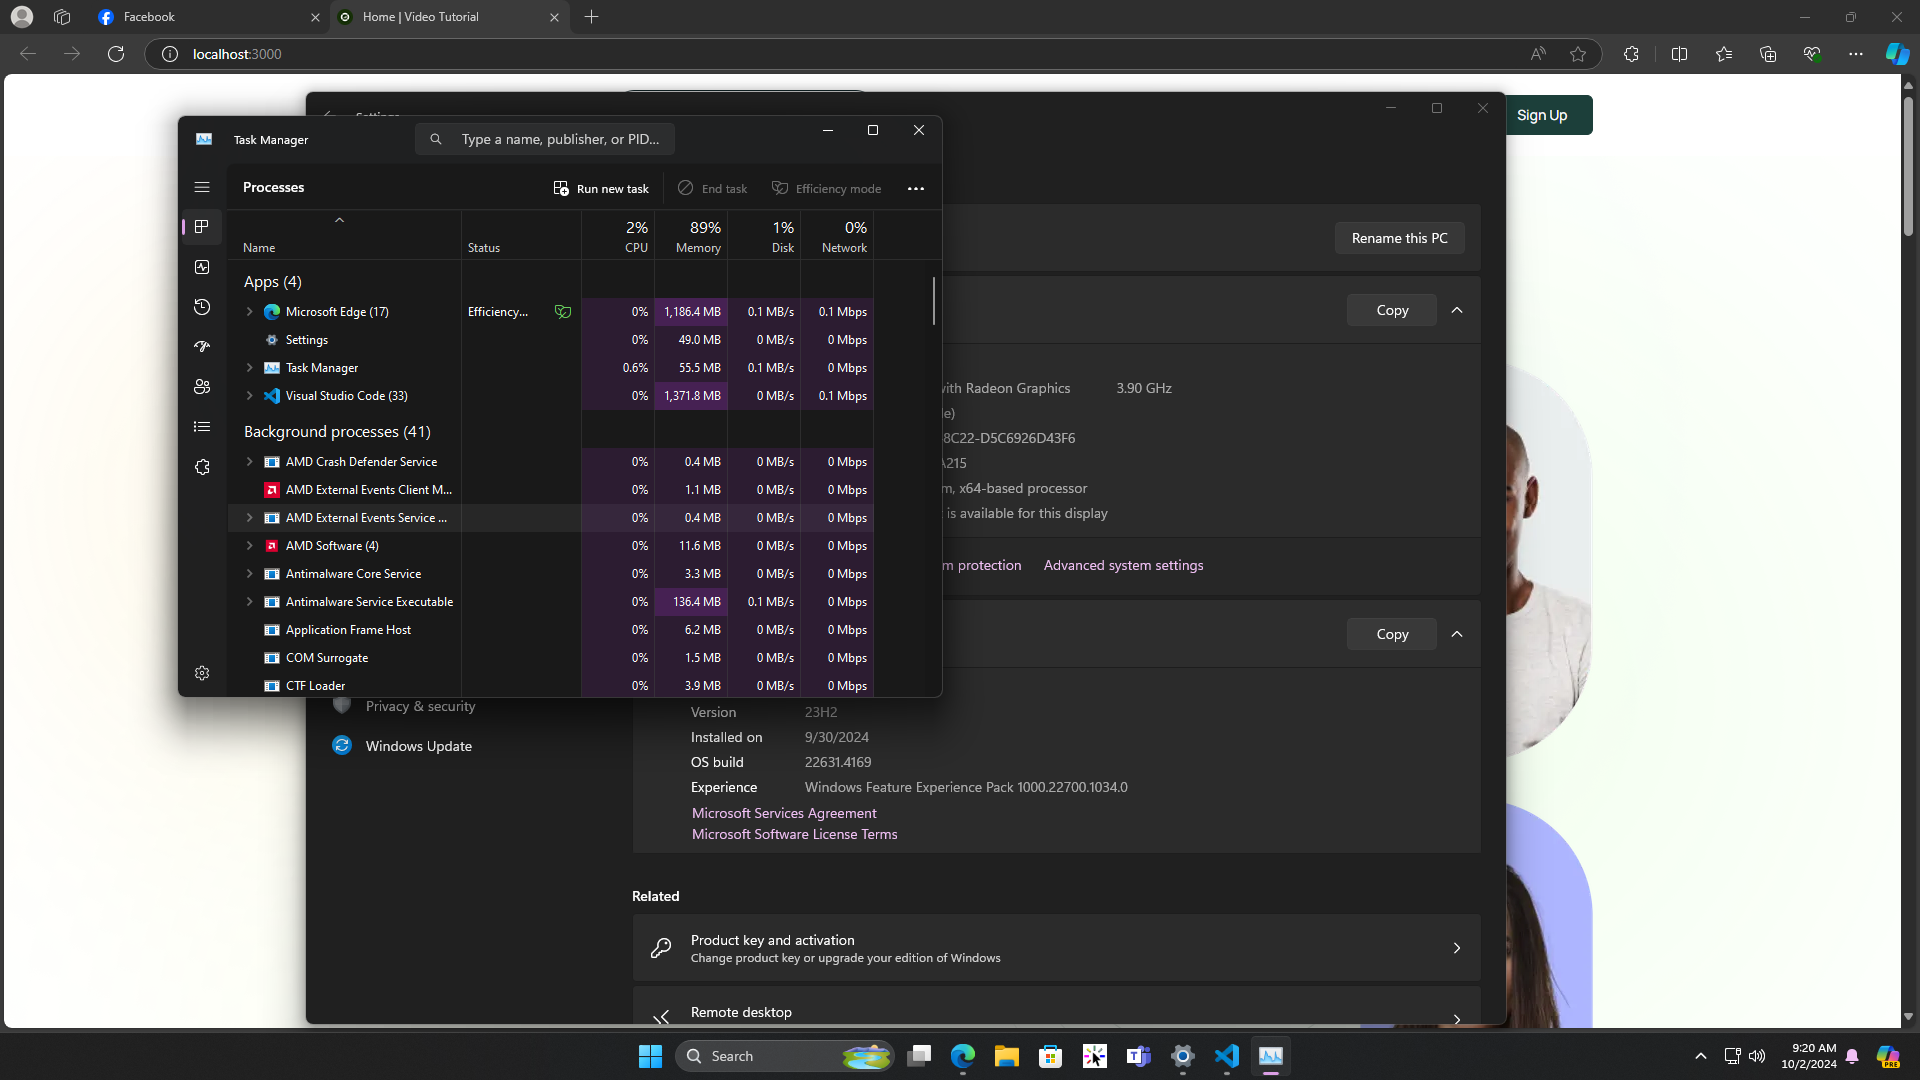 Facebook
Home | Video Tutorial
localhost:3000
Sign Up
Task Manager
Type a name, publisher, or PID...
Processes
Run new task
End task
Efficiency mode
Name
Status
2%
CPU
89%
Memory
1%
Disk
0%
Network
Apps (4)
Microsoft Edge (17) Efficiency... 0% 1,186.4 MB 0.1 MB/s 0.1 Mbps
Settings 0% 49.0 MB 0 MB/s 0 Mbps
Task Manager 0.6% 55.5 MB 0.1 MB/s 0 Mbps
Visual Studio Code (33) 0% 1,371.8 MB 0 MB/s 0.1 Mbps
Background processes (41)
AMD Crash Defender Service 0% 0.4 MB 0 MB/s 0 Mbps
AMD External Events Client M... 0% 1.1 MB 0 MB/s 0 Mbps
AMD External Events Service ... 0% 0.4 MB 0 MB/s 0 Mbps
AMD Software (4) 0% 11.6 MB 0 MB/s 0 Mbps
Antimalware Core Service 0% 3.3 MB 0 MB/s 0 Mbps
Antimalware Service Executable 0% 136.4 MB 0.1 MB/s 0 Mbps
Application Frame Host 0% 6.2 MB 0 MB/s 0 Mbps
COM Surrogate 0% 1.5 MB 0 MB/s 0 Mbps
CTF Loader 0% 3.9 MB 0 MB/s 0 Mbps
Rename this PC
Copy
with Radeon Graphics 3.90 GHz
le)
8C22-D5C6926D43F6
A215
m, x64-based processor
is available for this display
m protection Advanced system settings
Copy
Privacy & security
Windows Update
Version 23H2
Installed on 9/30/2024
OS build 22631.4169
Experience Windows Feature Experience Pack 1000.22700.1034.0
Microsoft Services Agreement
Microsoft Software License Terms
Related
Product key and activation
Change product key or upgrade your edition of Windows
Remote desktop
Search
9:20 AM
10/2/2024
PRE